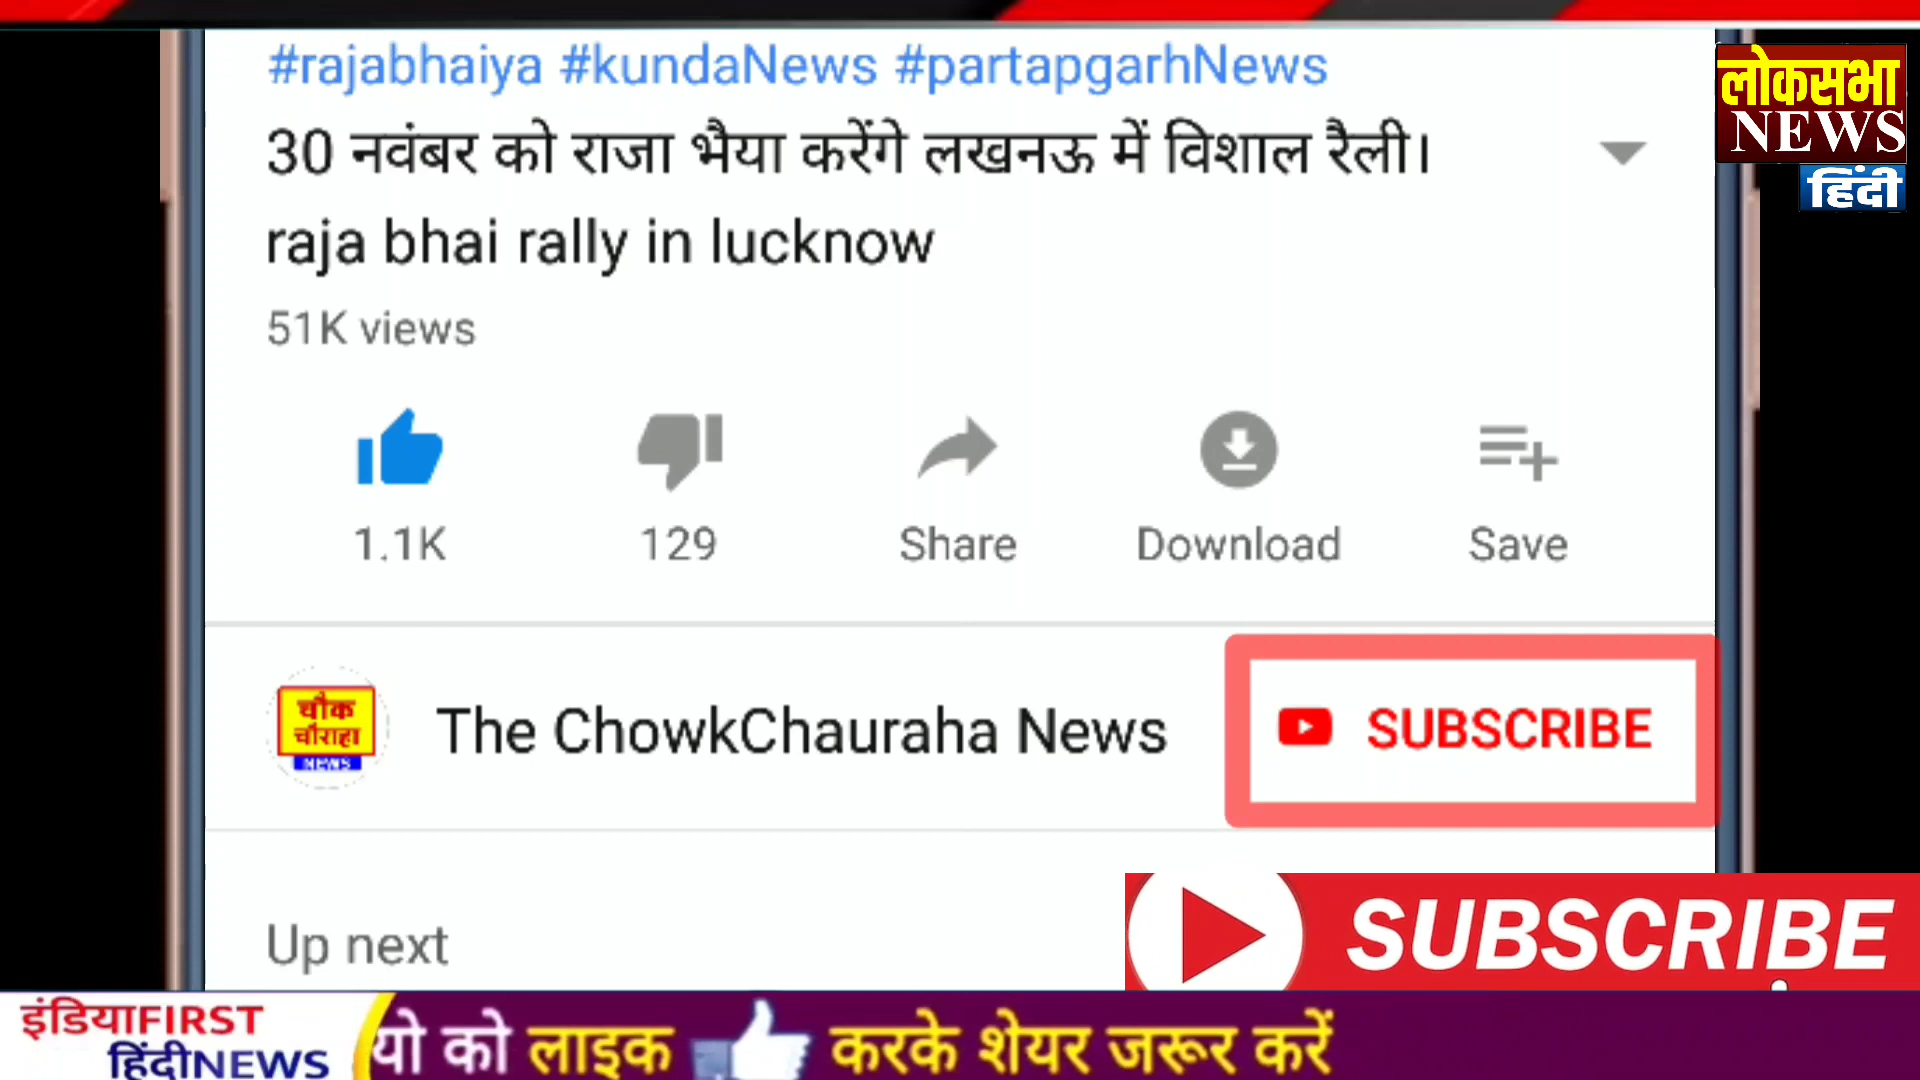 #rajabhaiya #kundaNews #partapgarhNews
लोकसभा
NEWS
हिंदी
30 नवंबर को राजा भैया करेंगे लखनऊ में विशाल रैली।
raja bhai rally in lucknow
51K views
1.1K 129 Share Download Save
चौक
चौराहा
NEWS
The ChowkChauraha News
SUBSCRIBE
Up next
SUBSCRIBE
इंडियाFIRST
हिंदीNEWS
यो को लाइक करके शेयर जरूर करें